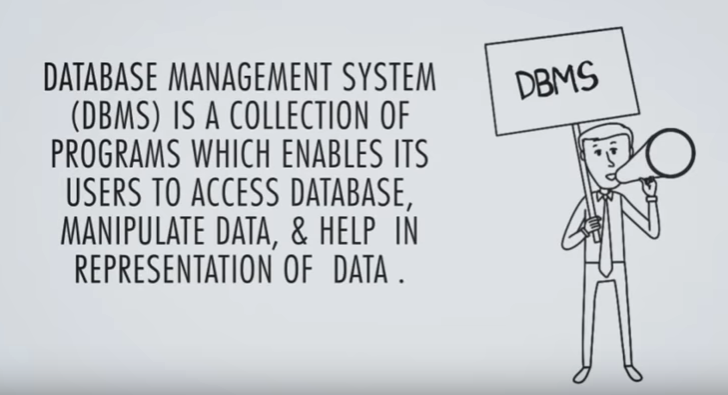 DATABASE MANAGEMENT SYSTEM
(DBMS) IS A COLLECTION OF
PROGRAMS WHICH ENABLES ITS
USERS TO ACCESS DATABASE,
MANIPULATE DATA, & HELP IN
REPRESENTATION OF DATA .
DBMS